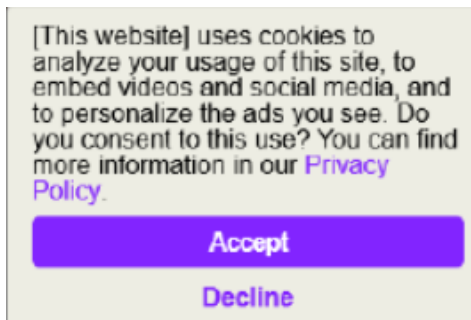 [This website] uses cookies to
analyze your usage of this site, to
embed videos and social media, and
to personalize the ads you see. Do
you consent to this use? You can find
more information in our Privacy
Policy.
Accept
Decline